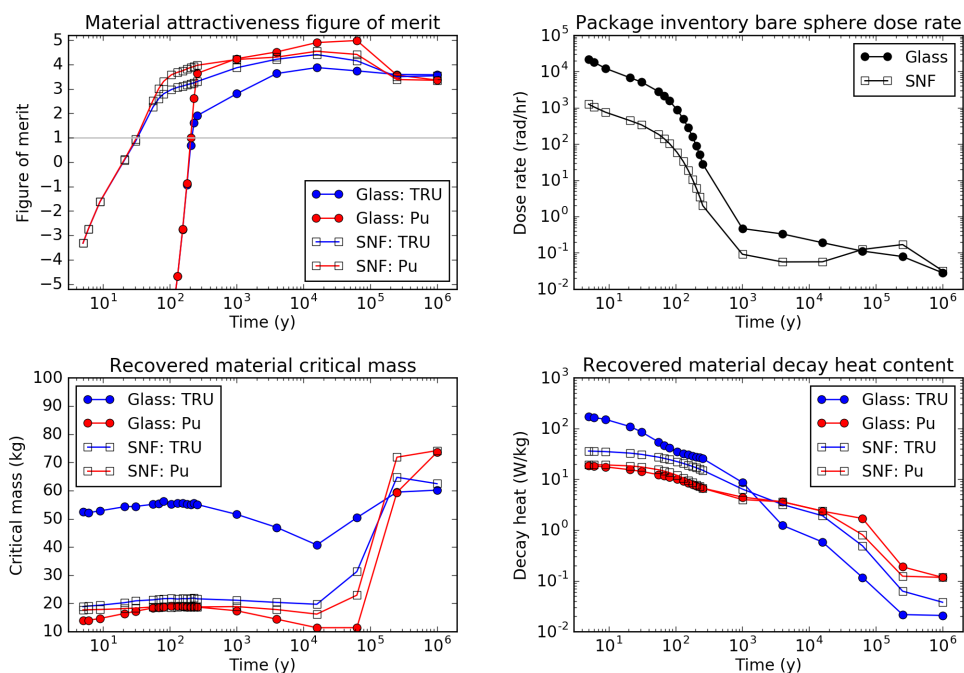 Material attractiveness figure of merit
Figure of merit
5
4
3
2
1
0
−1
−2
−3
−4
−5
Glass: TRU
Glass: Pu
SNF: TRU
SNF: Pu
10^1 10^2 10^3 10^4 10^5 10^6
Time (y)
Package inventory bare sphere dose rate
Dose rate (rad/hr)
10^5
10^4
10^3
10^2
10^1
10^0
10^-1
10^-2
Glass
SNF
10^1 10^2 10^3 10^4 10^5 10^6
Time (y)
Recovered material critical mass
Critical mass (kg)
100
90
80
70
60
50
40
30
20
10
Glass: TRU
Glass: Pu
SNF: TRU
SNF: Pu
10^1 10^2 10^3 10^4 10^5 10^6
Time (y)
Recovered material decay heat content
Decay heat (W/kg)
10^3
10^2
10^1
10^0
10^-1
10^-2
Glass: TRU
Glass: Pu
SNF: TRU
SNF: Pu
10^1 10^2 10^3 10^4 10^5 10^6
Time (y)